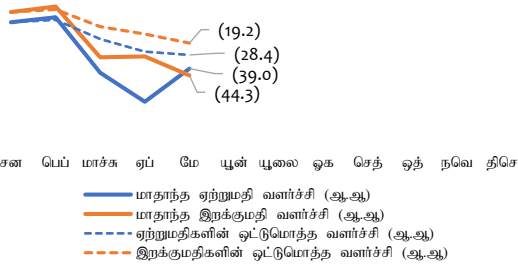 (19.2)
(28.4)
(39.0)
(44.3)
சன பெப் மார்ச்சு ஏப் மே யூன் யூலை ஓக செத் ஒத் நவெ திசெ
மாதாந்த ஏற்றுமதி வளர்ச்சி (ஆ.ஆ)
மாதாந்த இறக்குமதி வளர்ச்சி (ஆ.ஆ)
ஏற்றுமதிகளின் ஒட்டுமொத்த வளர்ச்சி (ஆ.ஆ)
இறக்குமதிகளின் ஒட்டுமொத்த வளர்ச்சி (ஆ.ஆ)